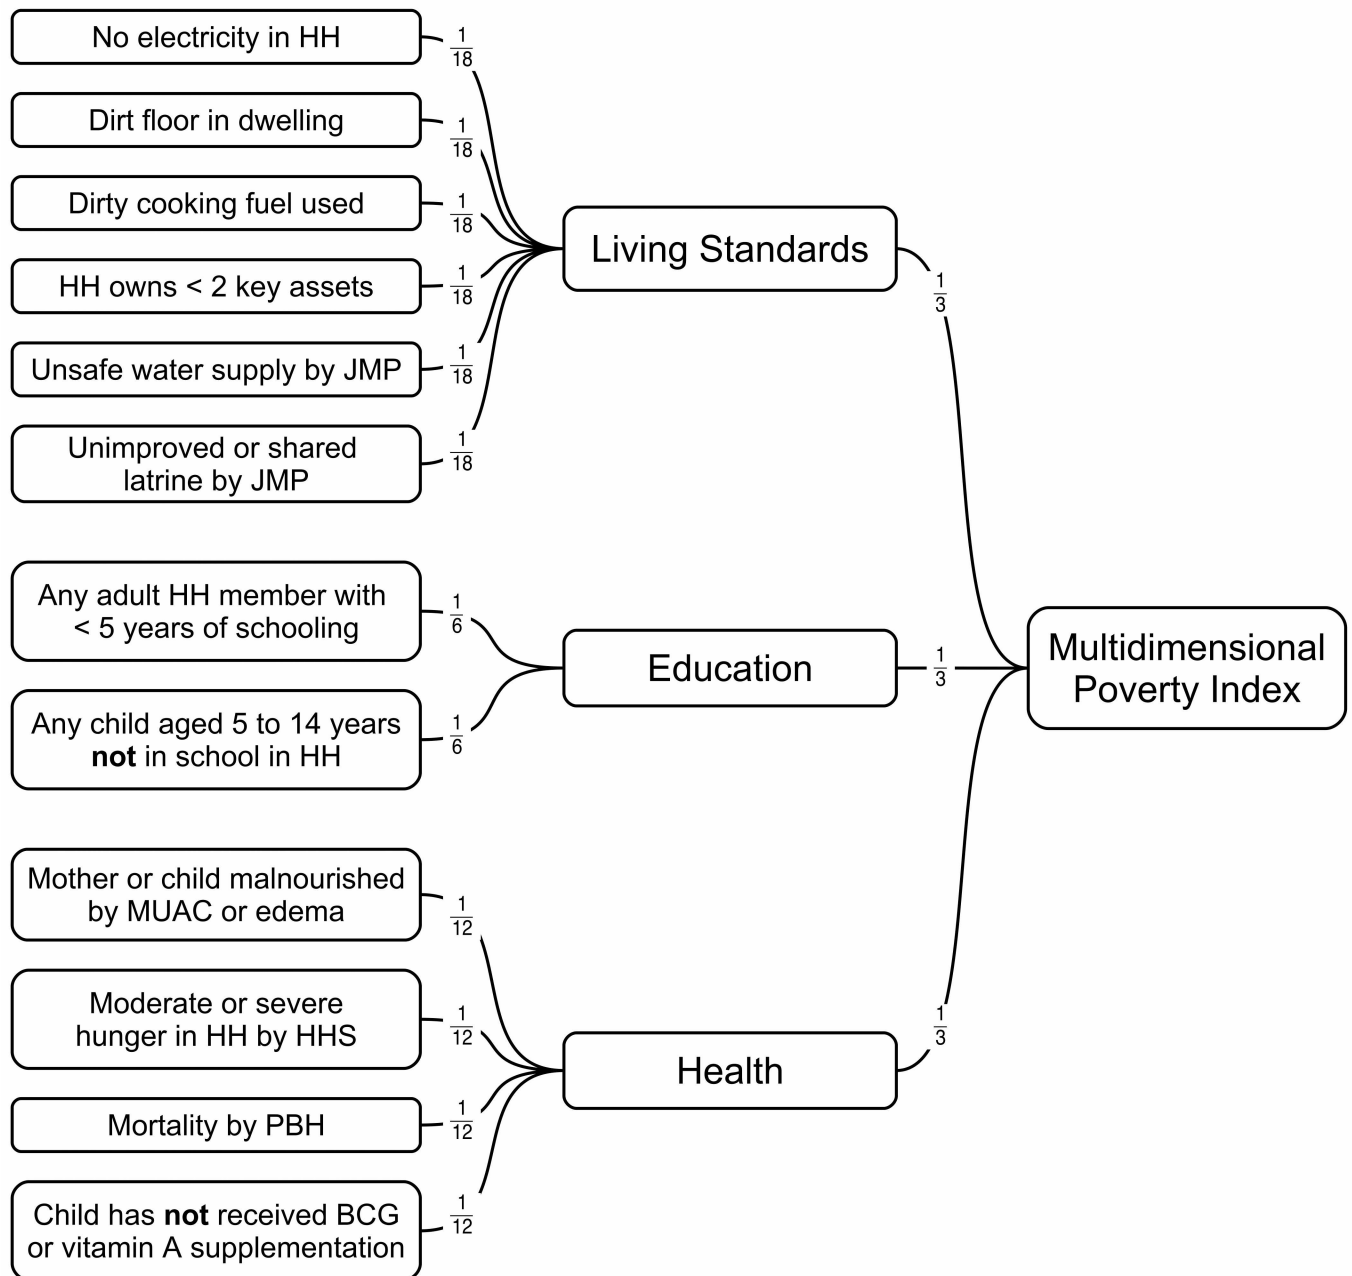 No electricity in HH
1
18
Dirt floor in dwelling
1
18
Dirty cooking fuel used
1
18
HH owns < 2 key assets
1
18
Unsafe water supply by JMP
1
18
Unimproved or shared
latrine by JMP
1
18
Living Standards
1
3
Any adult HH member with
< 5 years of schooling
1
6
Any child aged 5 to 14 years
not in school in HH
1
6
Education
1
3
Multidimensional
Poverty Index
Mother or child malnourished
by MUAC or edema
1
12
Moderate or severe
hunger in HH by HHS
1
12
Mortality by PBH
1
12
Child has not received BCG
or vitamin A supplementation
1
12
Health
1
3